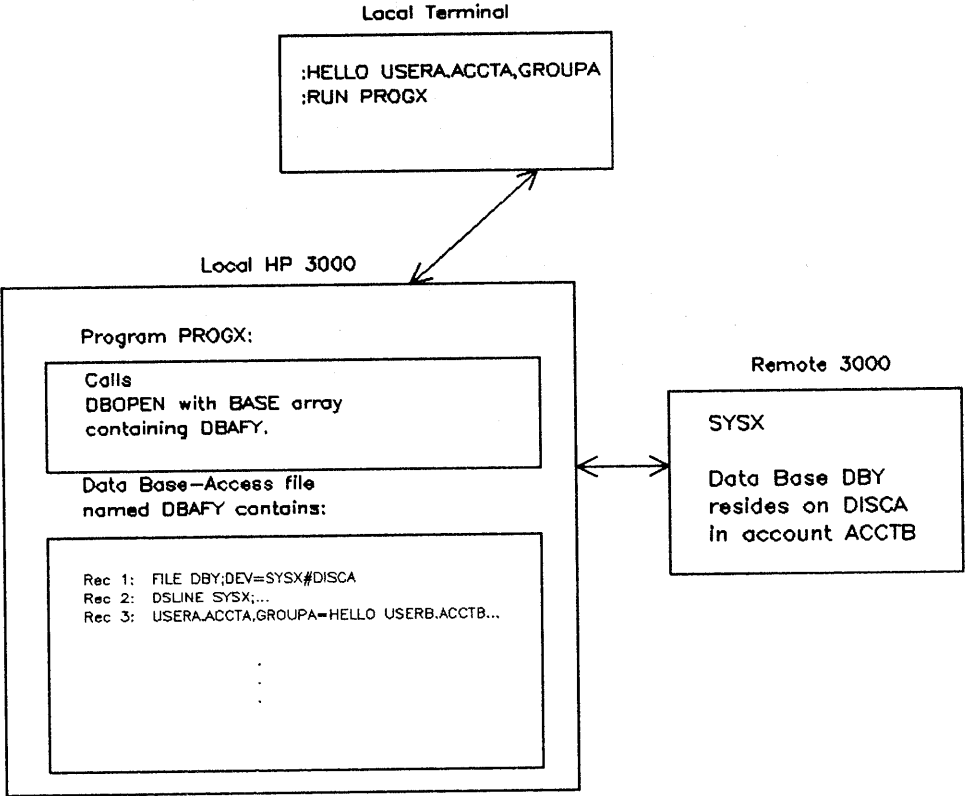 Local Terminal
:HELLO USERA.ACCTA,GROUPA
:RUN PROGX
Local HP 3000
Program PROGX:
Calls
DBOPEN with BASE array
containing DBAFY.
Data Base-Access file
named DBAFY contains:
Rec 1: FILE DBY;DEV=SYSX#DISCA
Rec 2: DSLINE SYSX;...
Rec 3: USERA.ACCTA,GROUPA=HELLO USERB.ACCTB...
.
.
.
Remote 3000
SYSX
Data Base DBY
resides on DISCA
in account ACCTB